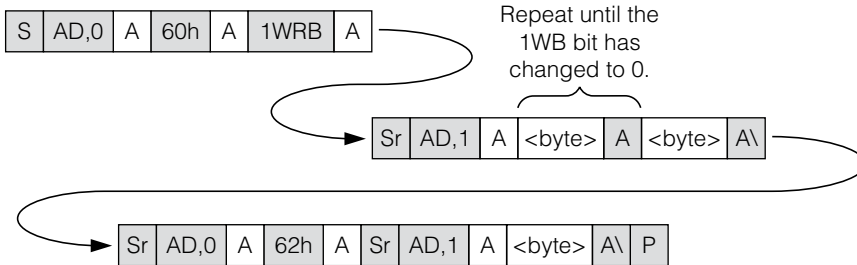 Repeat until the
1WB bit has
changed to 0.
S AD,0 A 60h A 1WRB A
Sr AD,1 A <byte> A <byte> A\
Sr AD,0 A 62h A Sr AD,1 A <byte> A\ P